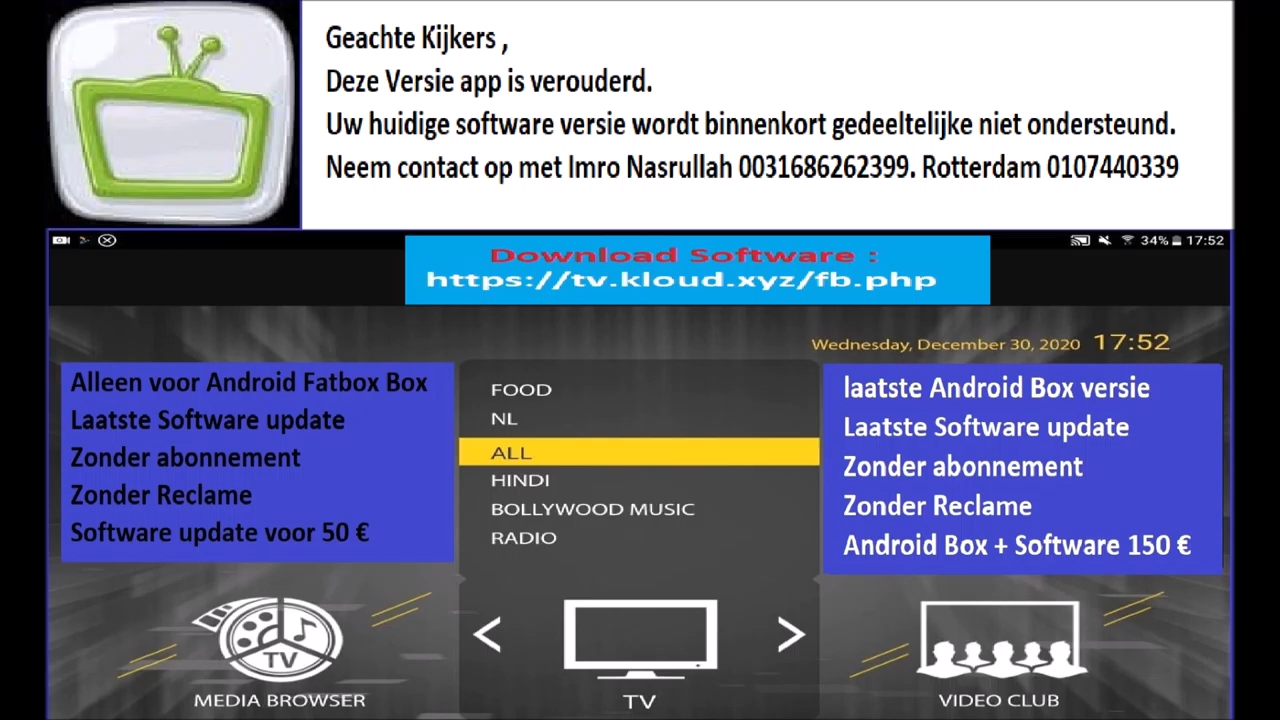 Geachte Kijkers ,
Deze Versie app is verouderd.
Uw huidige software versie wordt binnenkort gedeeltelijke niet ondersteund.
Neem contact op met Imro Nasrullah 0031686262399. Rotterdam 0107440339
34% 17:52
Download Software :
https://tv.kloud.xyz/fb.php
Wednesday, December 30, 2020 17:52
Alleen voor Android Fatbox Box
Laatste Software update
Zonder abonnement
Zonder Reclame
Software update voor 50 €
FOOD
NL
ALL
HINDI
BOLLYWOOD MUSIC
RADIO
laatste Android Box versie
Laatste Software update
Zonder abonnement
Zonder Reclame
Android Box + Software 150 €
TV
MEDIA BROWSER
TV
VIDEO CLUB